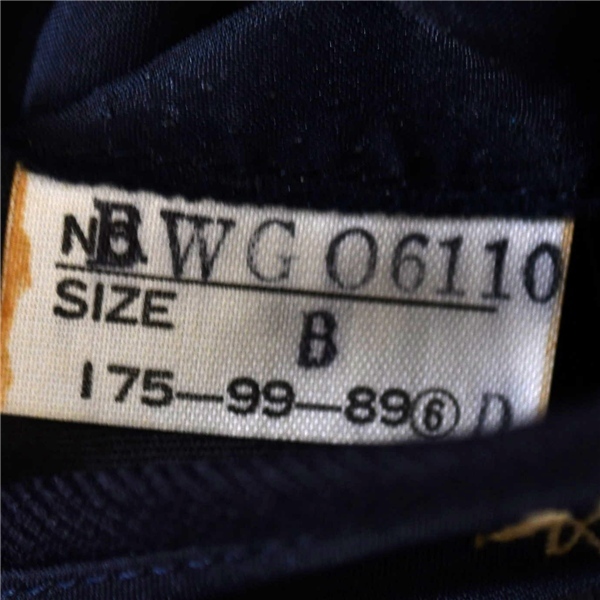 NO. BWG O6110
SIZE B
175-99-89⑥ D